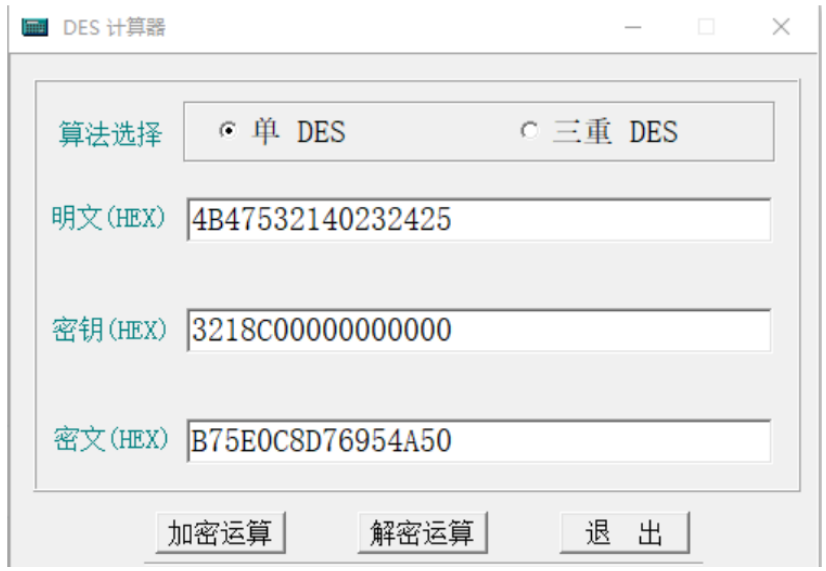 DES 计算器
算法选择 单 DES 三重 DES
明文(HEX) 4B47532140232425
密钥(HEX) 3218C00000000000
密文(HEX) B75E0C8D76954A50
加密运算 解密运算 退 出